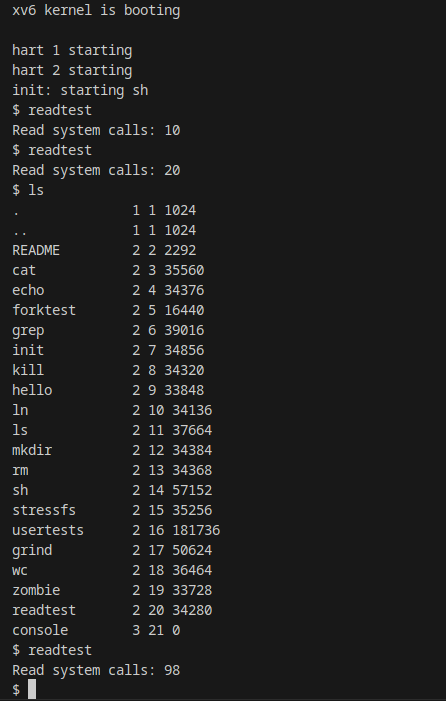 xv6 kernel is booting
hart 1 starting
hart 2 starting
init: starting sh
$ readtest
Read system calls: 10
$ readtest
Read system calls: 20
$ ls
.              1 1 1024
..             1 1 1024
README         2 2 2292
cat            2 3 35560
echo           2 4 34376
forktest       2 5 16440
grep           2 6 39016
init           2 7 34856
kill           2 8 34320
hello          2 9 33848
ln             2 10 34136
ls             2 11 37664
mkdir          2 12 34384
rm             2 13 34368
sh             2 14 57152
stressfs       2 15 35256
usertests      2 16 181736
grind          2 17 50624
wc             2 18 36464
zombie         2 19 33728
readtest       2 20 34280
console        3 21 0
$ readtest
Read system calls: 98
$